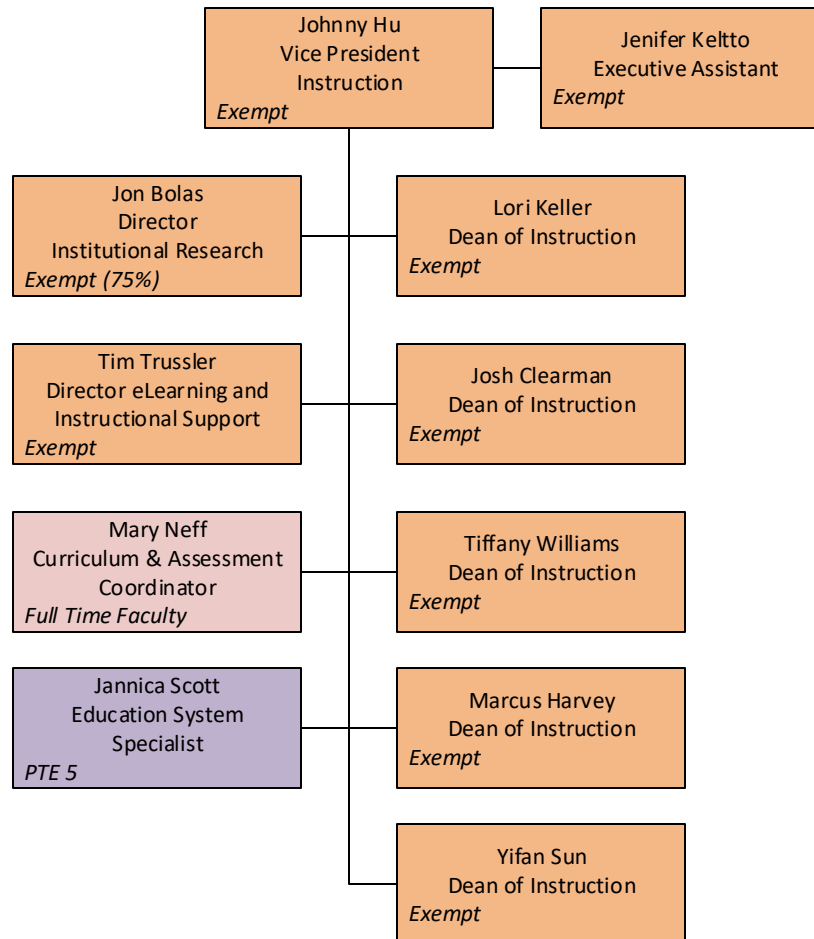 Johnny Hu
Vice President
Instruction
Exempt
Jenifer Keltto
Executive Assistant
Exempt
Jon Bolas
Director
Institutional Research
Exempt (75%)
Lori Keller
Dean of Instruction
Exempt
Tim Trussler
Director eLearning and
Instructional Support
Exempt
Josh Clearman
Dean of Instruction
Exempt
Mary Neff
Curriculum & Assessment
Coordinator
Full Time Faculty
Tiffany Williams
Dean of Instruction
Exempt
Jannica Scott
Education System
Specialist
PTE 5
Marcus Harvey
Dean of Instruction
Exempt
Yifan Sun
Dean of Instruction
Exempt